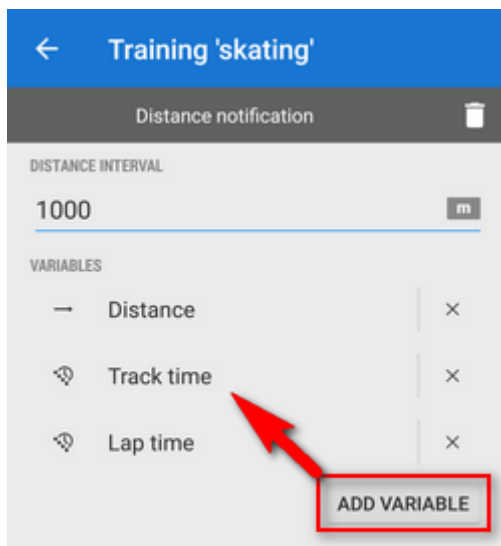 Training 'skating'
Distance notification
DISTANCE INTERVAL
1000 m
VARIABLES
Distance
Track time
Lap time
ADD VARIABLE